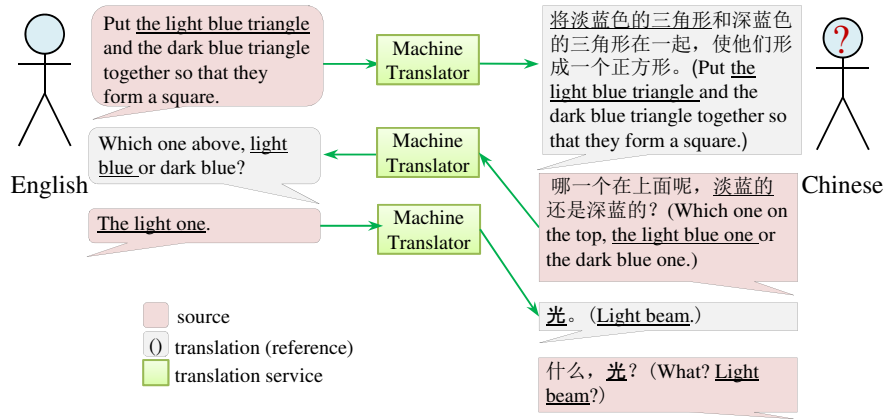 Put the light blue triangle
and the dark blue triangle
together so that they
form a square.
Machine
Translator
将淡蓝色的三角形和深蓝色
的三角形在一起，使他们形
成一个正方形。(Put the
light blue triangle and the
dark blue triangle together so
that they form a square.)
?
English
Which one above, light
blue or dark blue?
Machine
Translator
哪一个在上面呢，淡蓝的
还是深蓝的？(Which one on
the top, the light blue one or
the dark blue one.)
Chinese
The light one.
Machine
Translator
光。(Light beam.)
什么，光？(What? Light
beam?)
source
() translation (reference)
translation service